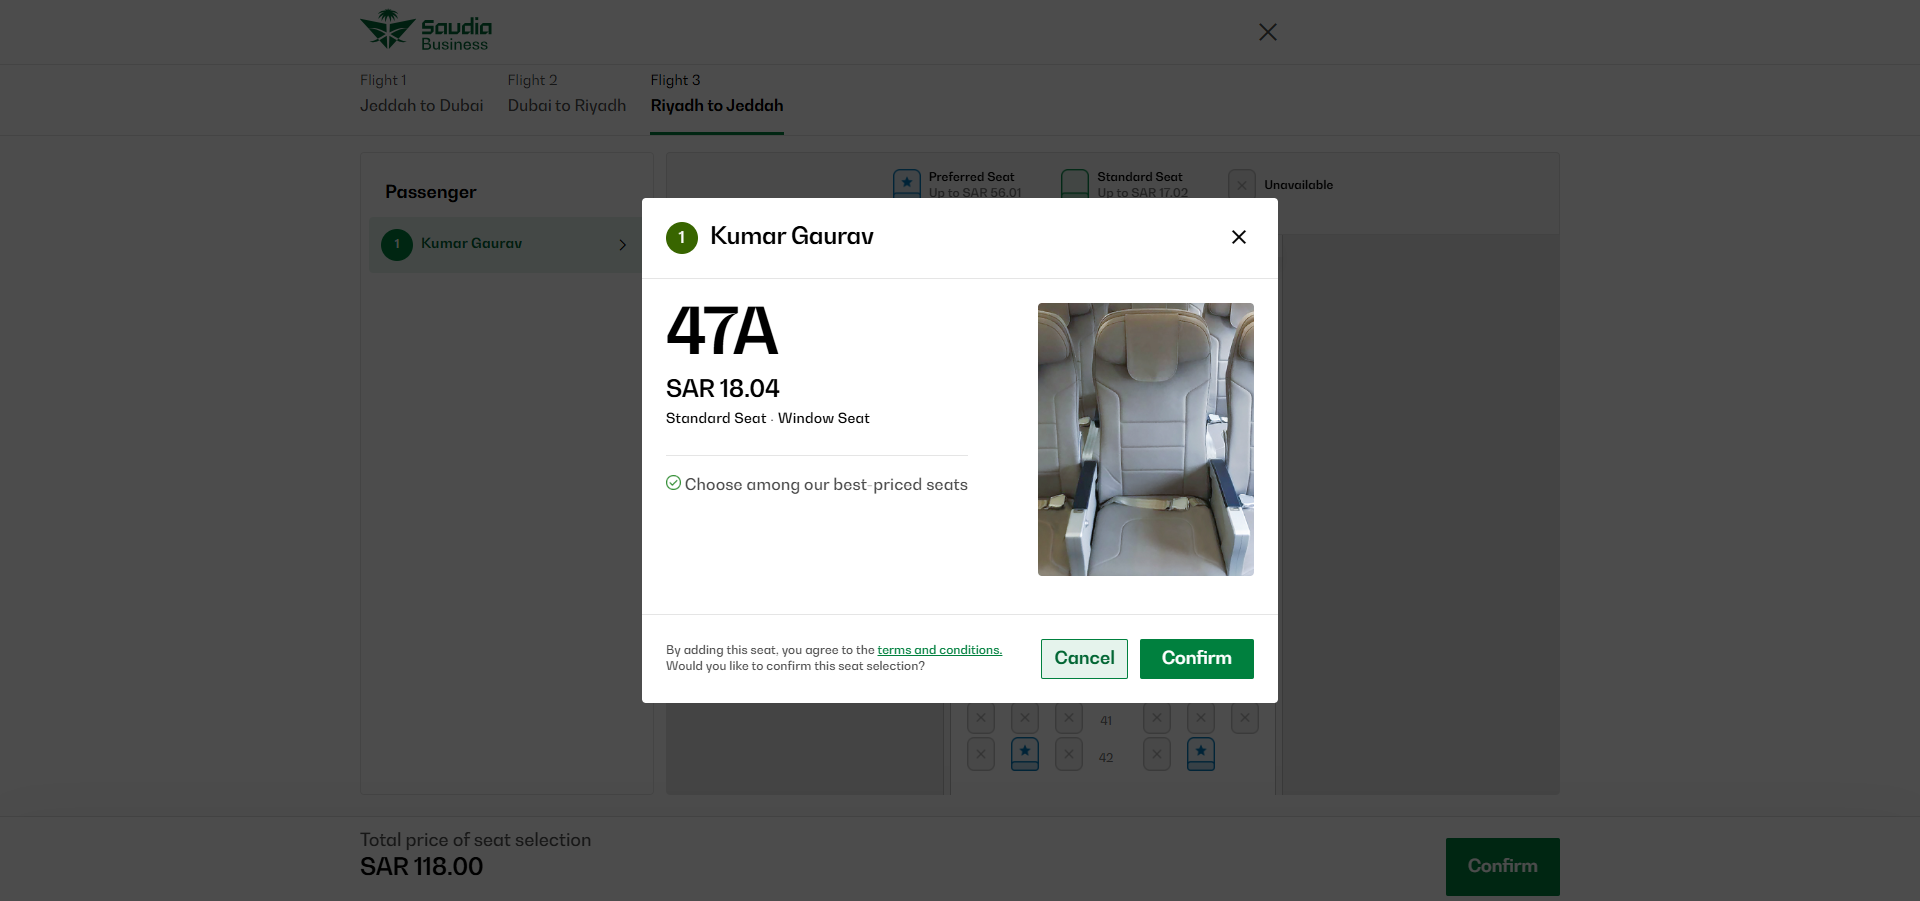 Saudia
Business
Flight 1
Jeddah to Dubai
Flight 2
Dubai to Riyadh
Flight 3
Riyadh to Jeddah
Passenger
1 Kumar Gaurav
Preferred Seat
Up to SAR 56.01
Standard Seat
Up to SAR 17.02
Unavailable
1 Kumar Gaurav
47A
SAR 18.04
Standard Seat · Window Seat
Choose among our best-priced seats
By adding this seat, you agree to the terms and conditions.
Would you like to confirm this seat selection?
Cancel
Confirm
41
42
Total price of seat selection
SAR 118.00
Confirm